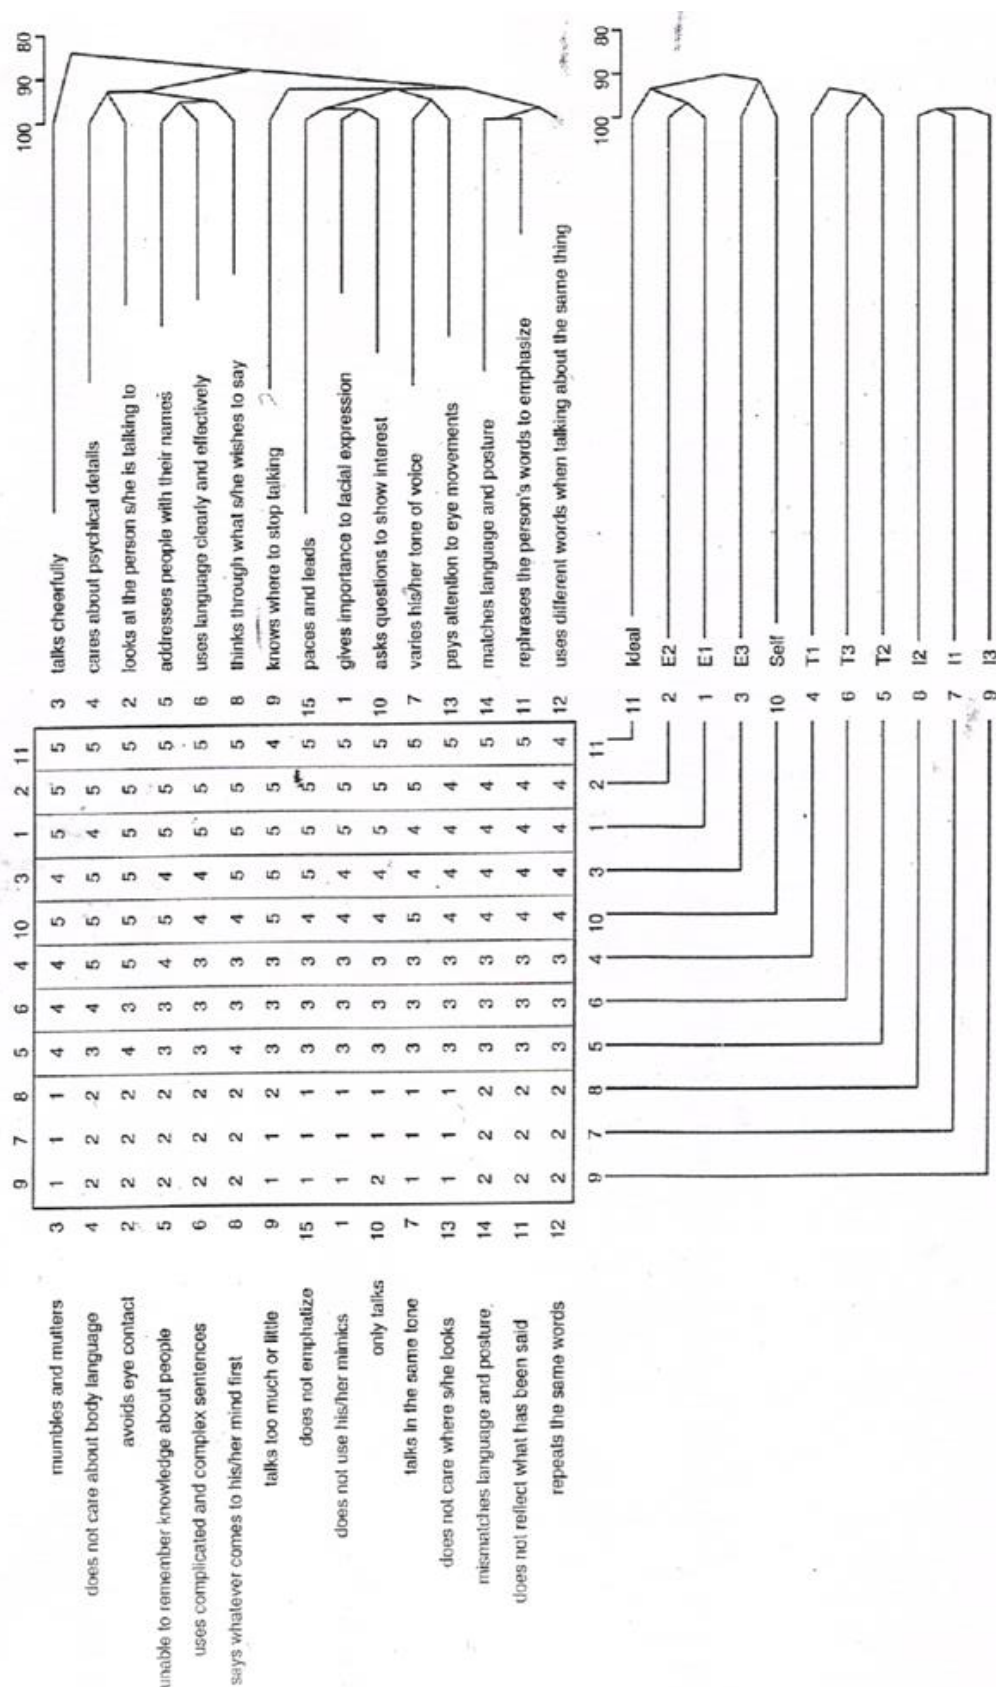 9 7 8 5 6 4 10 3 1 2 11 100 90 80
mumbles and mutters 3 1 1 1 4 4 4 5 4 5 5 5 3 talks cheerfully
does not care about body language 4 2 2 2 3 4 5 5 5 4 5 5 4 cares about psychical details
avoids eye contact 2 2 2 2 4 3 5 5 5 5 5 5 2 looks at the person s/he is talking to
unable to remember knowledge about people 5 2 2 2 3 3 4 5 4 5 5 5 5 addresses people with their names
uses complicated and complex sentences 6 2 2 2 3 3 3 4 4 5 5 5 6 uses language clearly and effectively
says whatever comes to his/her mind first 8 2 2 2 4 3 3 4 5 5 5 5 8 thinks through what s/he wishes to say
talks too much or little 9 1 1 2 3 3 3 5 5 5 5 4 9 knows where to stop talking
does not emphatize 15 1 1 1 3 3 3 4 5 5 5 5 15 paces and leads
does not use his/her mimics 1 1 1 1 3 3 3 4 4 5 5 5 1 gives importance to facial expression
only talks 10 2 1 1 3 3 3 4 4 5 5 5 10 asks questions to show interest
talks in the same tone 7 1 1 1 3 3 3 5 4 4 5 5 7 varies his/her tone of voice
does not care where s/he looks 13 1 1 1 3 3 3 4 4 4 4 5 13 pays attention to eye movements
mismatches language and posture 14 2 2 2 3 3 3 4 4 4 4 5 14 matches language and posture
does not reflect what has been said 11 2 2 2 3 3 3 4 4 4 4 5 11 rephrases the person's words to emphasize
repeats the same words 12 2 2 2 3 3 3 4 4 4 4 4 12 uses different words when talking about the same thing
9 7 8 5 6 4 10 3 1 2 11 100 90 80
11 Ideal
2 E2
1 E1
3 E3
10 Self
4 T1
6 T3
5 T2
8 I2
7 I1
9 I3